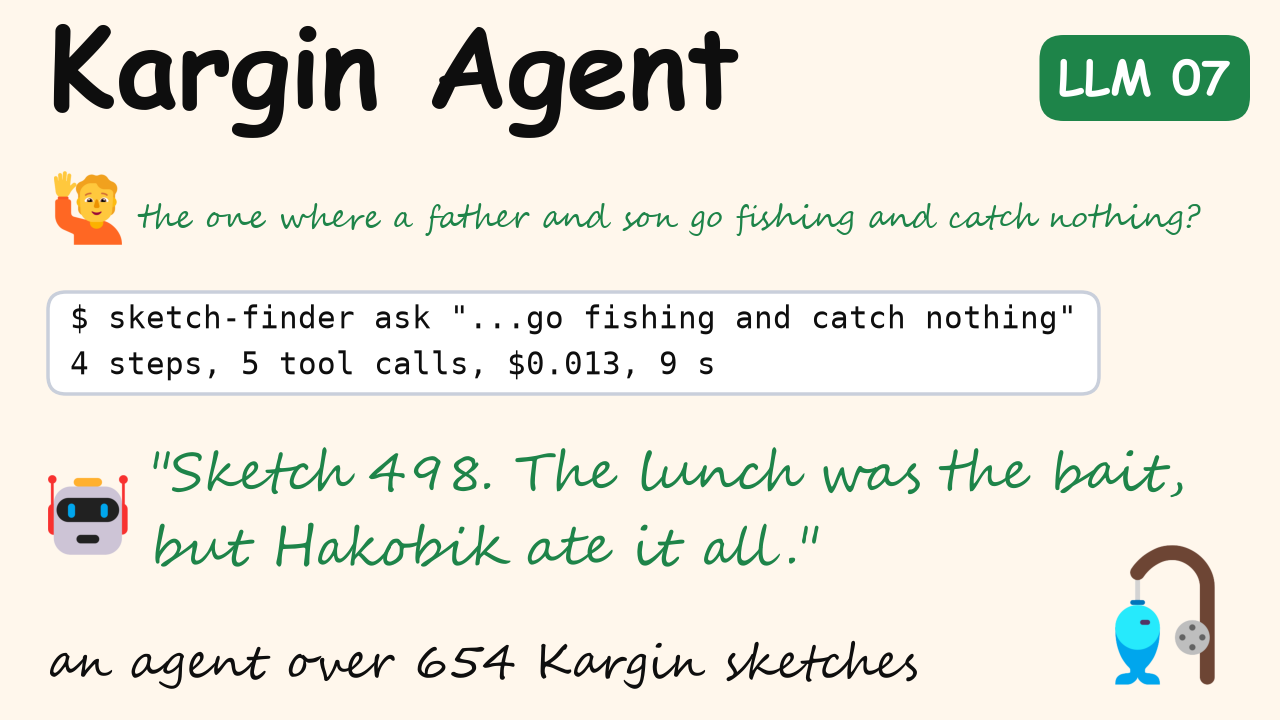 Kargin Agent
LLM 07
the one where a father and son go fishing and catch nothing?
$ sketch-finder ask "...go fishing and catch nothing"
4 steps, 5 tool calls, $0.013, 9 s
"Sketch 498. The lunch was the bait,
but Hakobik ate it all."
an agent over 654 Kargin sketches